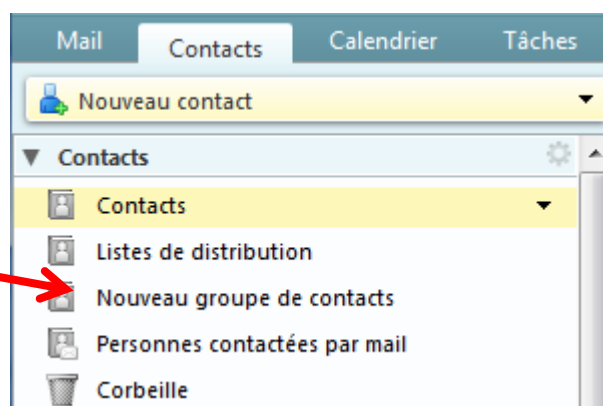 Mail Contacts Calendrier Tâches
Nouveau contact
Contacts
Contacts
Listes de distribution
Nouveau groupe de contacts
Personnes contactées par mail
Corbeille